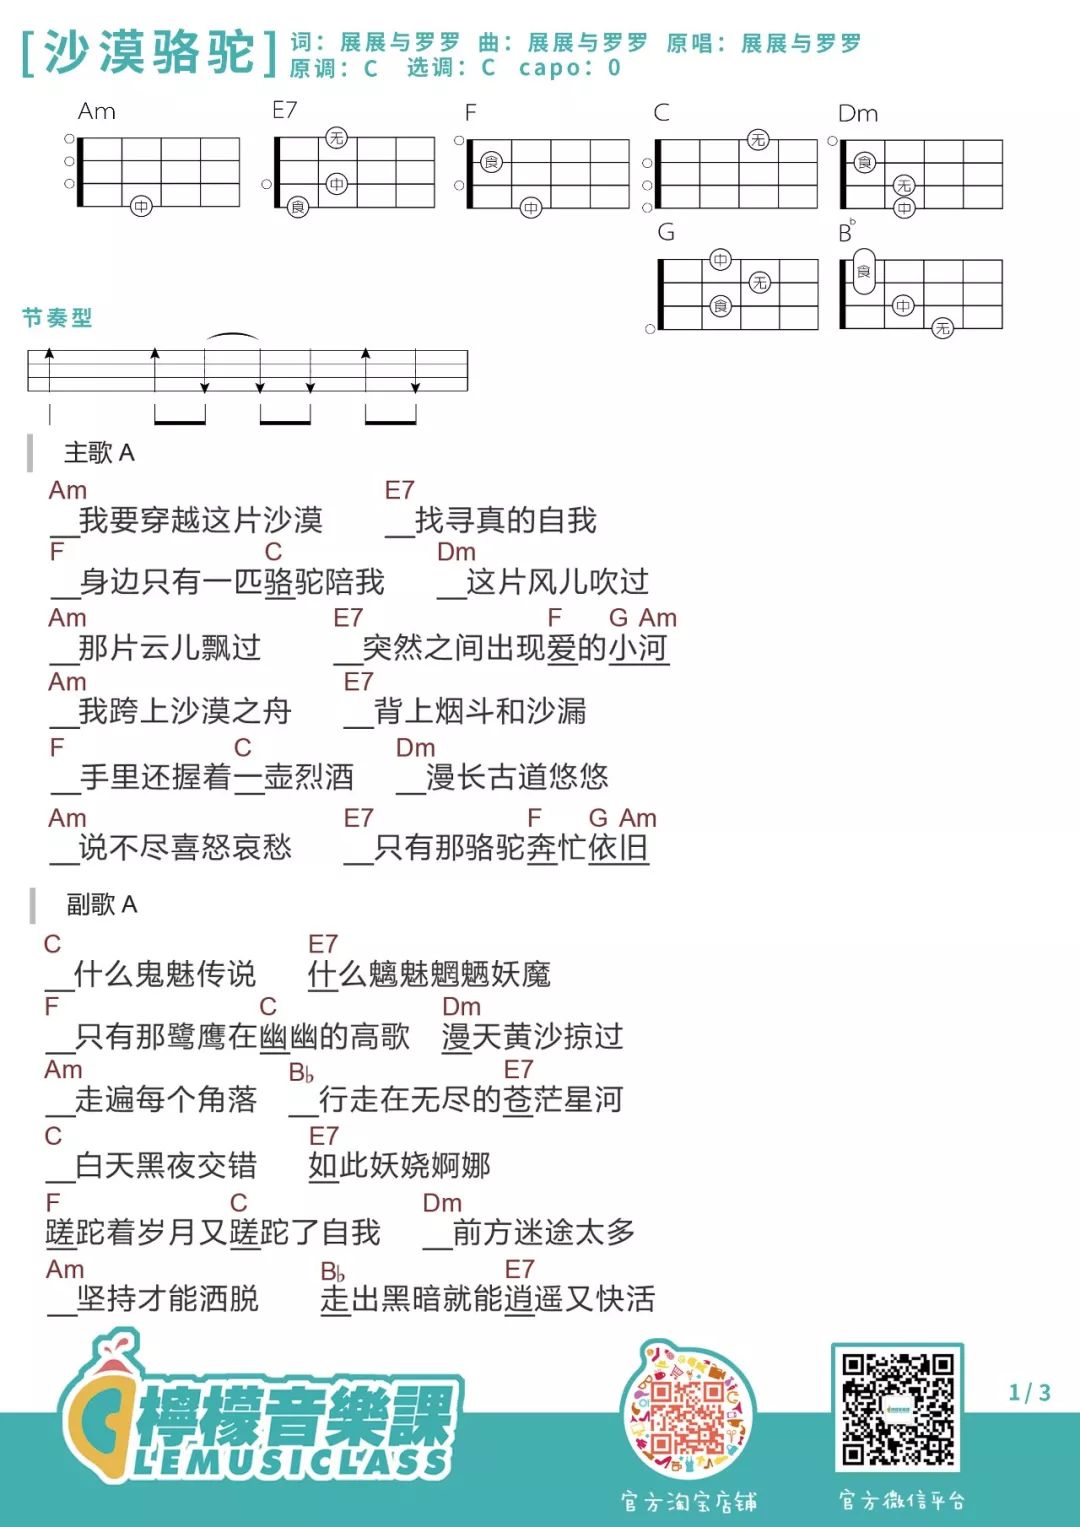 [沙漠骆驼] 词：展展与罗罗 曲：展展与罗罗 原唱：展展与罗罗
原调：C 选调：C capo：0
Am E7 F C Dm
无 无
食 食
中 无
食 中 中 中
G B♭
中 食
无
食 中
无
节奏型
主歌 A
Am E7
__我要穿越这片沙漠 __找寻真的自我
F C Dm
__身边只有一匹骆驼陪我 __这片风儿吹过
Am E7 F G Am
__那片云儿飘过 __突然之间出现爱的小河
Am E7
__我跨上沙漠之舟 __背上烟斗和沙漏
F C Dm
__手里还握着一壶烈酒 __漫长古道悠悠
Am E7 F G Am
__说不尽喜怒哀愁 __只有那骆驼奔忙依旧
副歌 A
C E7
__什么鬼魅传说 什么魑魅魍魉妖魔
F C Dm
__只有那鹭鹰在幽幽的高歌 漫天黄沙掠过
Am B♭ E7
__走遍每个角落 __行走在无尽的苍茫星河
C E7
__白天黑夜交错 如此妖娆婀娜
F C Dm
蹉跎着岁月又蹉跎了自我 __前方迷途太多
Am B♭ E7
__坚持才能洒脱 走出黑暗就能逍遥又快活
檸檬音樂課
LEMUSICLASS
官方淘宝店铺
官方微信平台
1/3